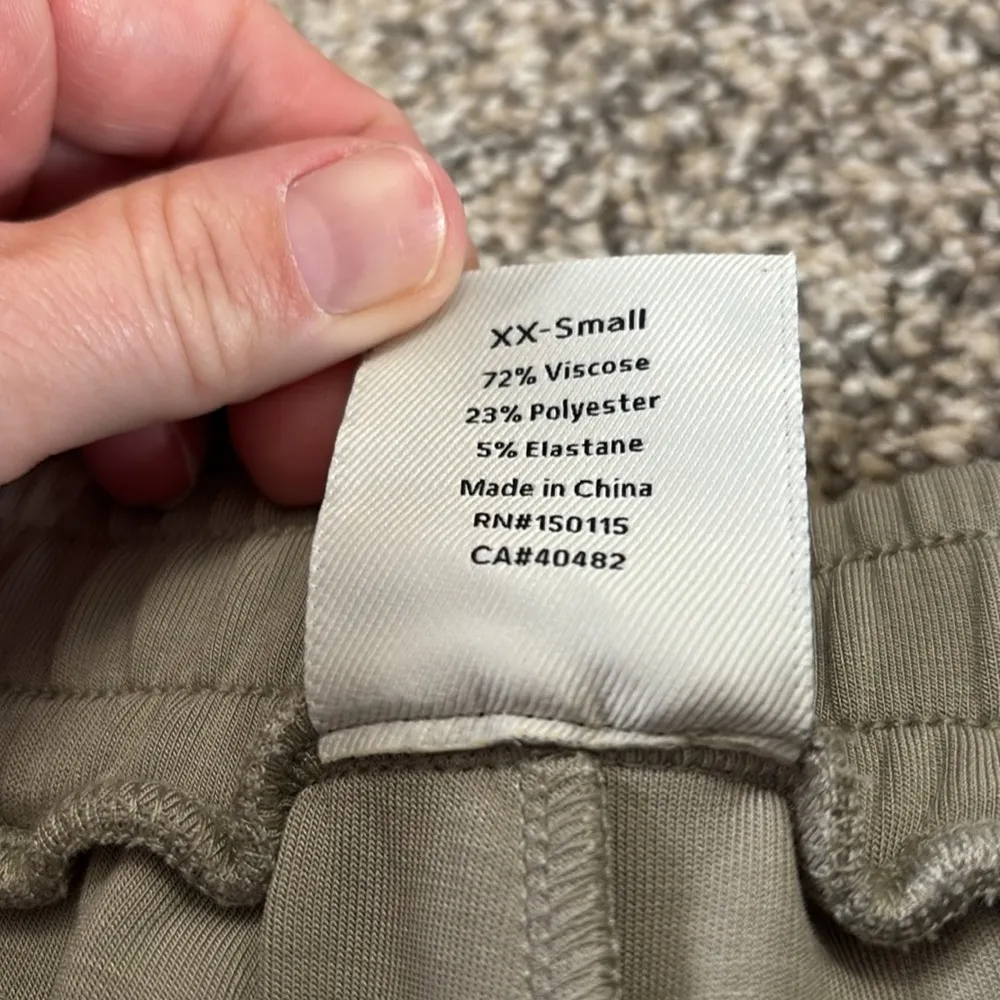 XX-Small
72% Viscose
23% Polyester
5% Elastane
Made in China
RN#150115
CA#40482